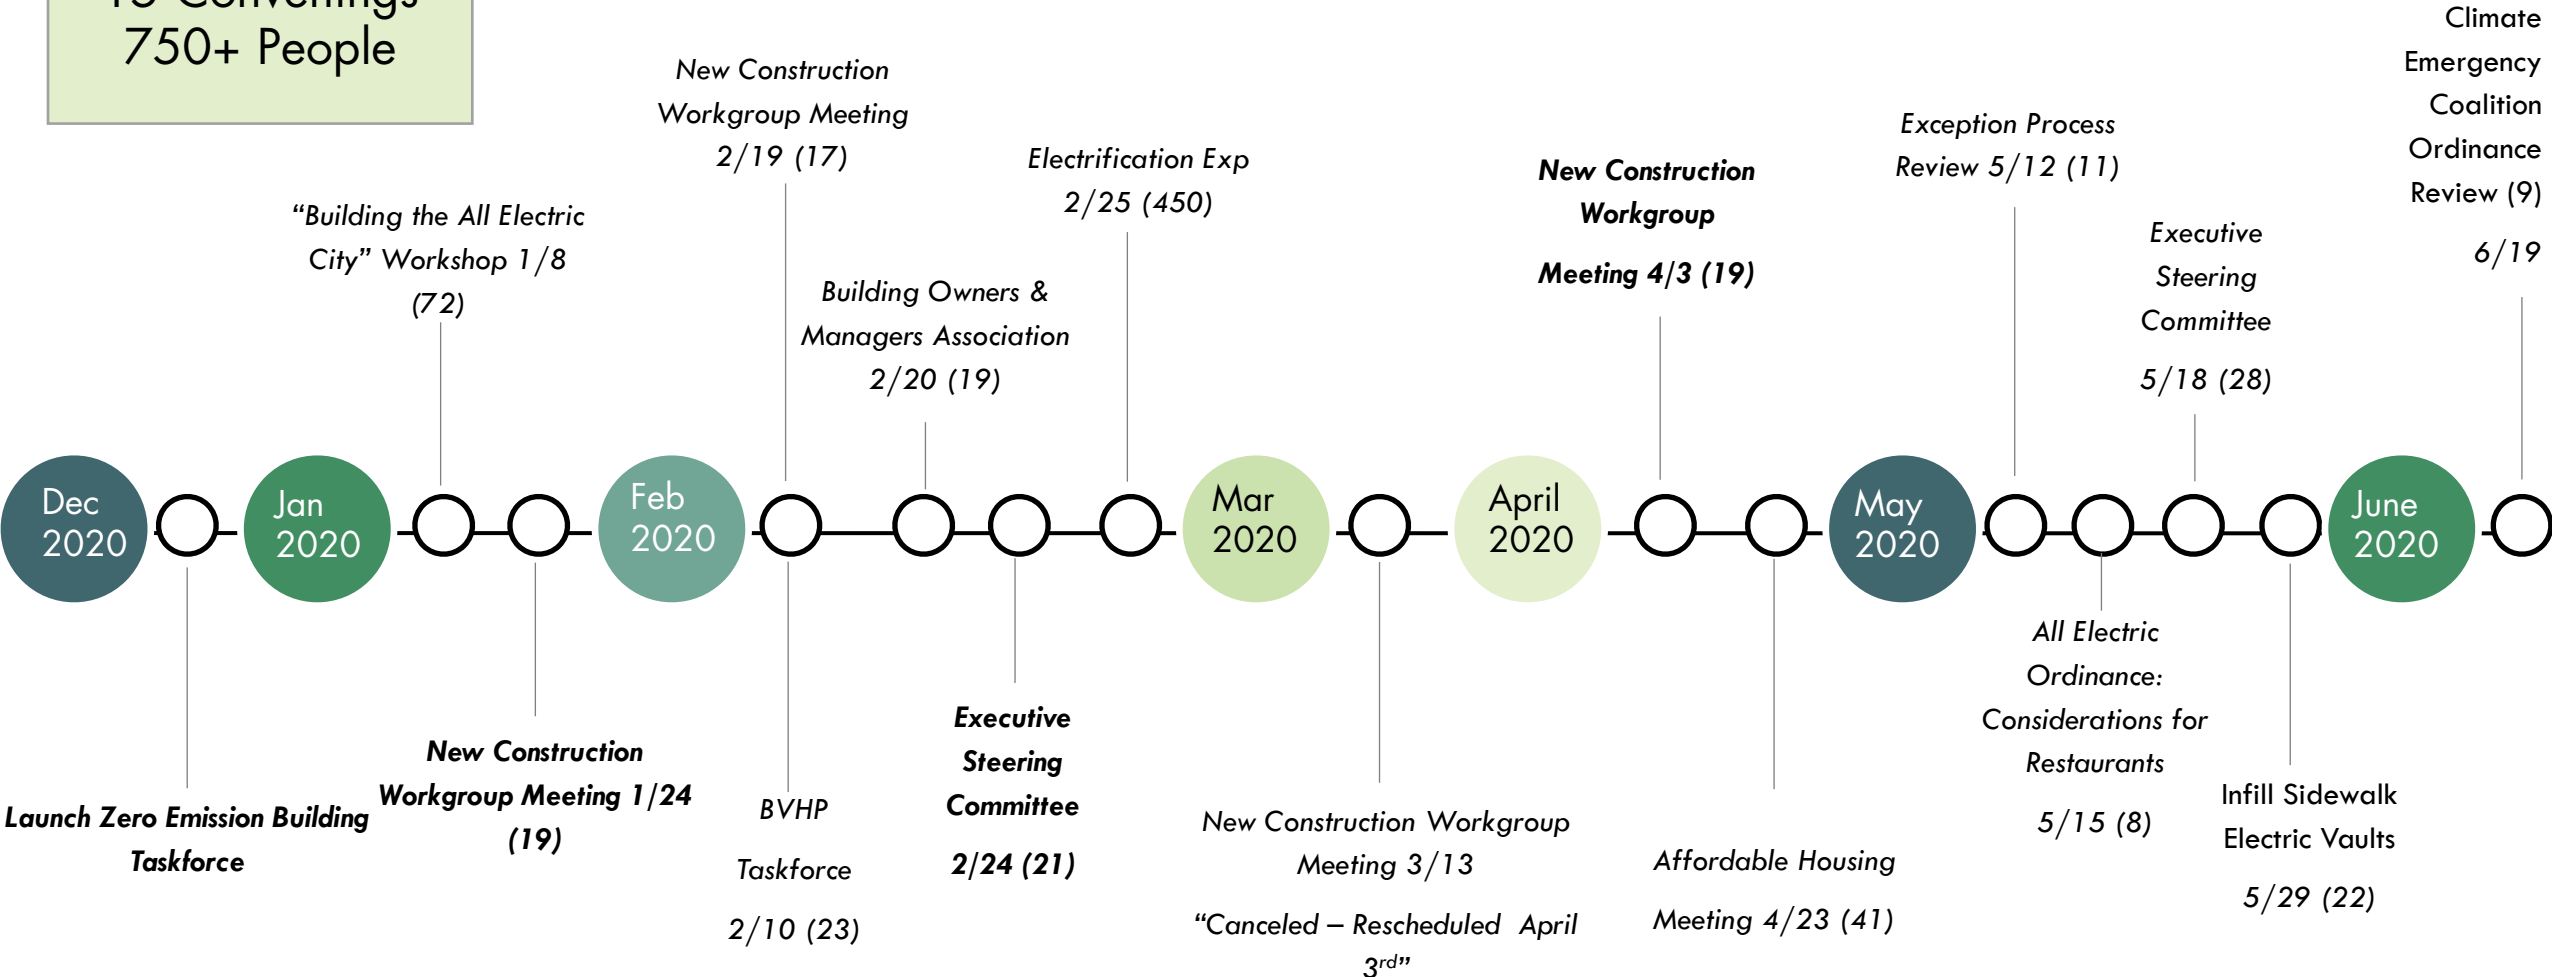 Convenings
750+ People
Climate
Emergency
Coalition
Ordinance
Review (9)
6/19
New Construction
Workgroup Meeting
2/19 (17)
Exception Process
Review 5/12 (11)
Electrification Exp
2/25 (450)
New Construction
Workgroup
Meeting 4/3 (19)
“Building the All Electric
City” Workshop 1/8
(72)
Executive
Steering
Committee
5/18 (28)
Building Owners &
Managers Association
2/20 (19)
Dec
2020
Jan
2020
Feb
2020
Mar
2020
April
2020
May
2020
June
2020
Launch Zero Emission Building
Taskforce
New Construction
Workgroup Meeting 1/24
(19)
BVHP
Taskforce
2/10 (23)
Executive
Steering
Committee
2/24 (21)
New Construction Workgroup
Meeting 3/13
“Canceled – Rescheduled April
3rd”
Affordable Housing
Meeting 4/23 (41)
All Electric
Ordinance:
Considerations for
Restaurants
5/15 (8)
Infill Sidewalk
Electric Vaults
5/29 (22)